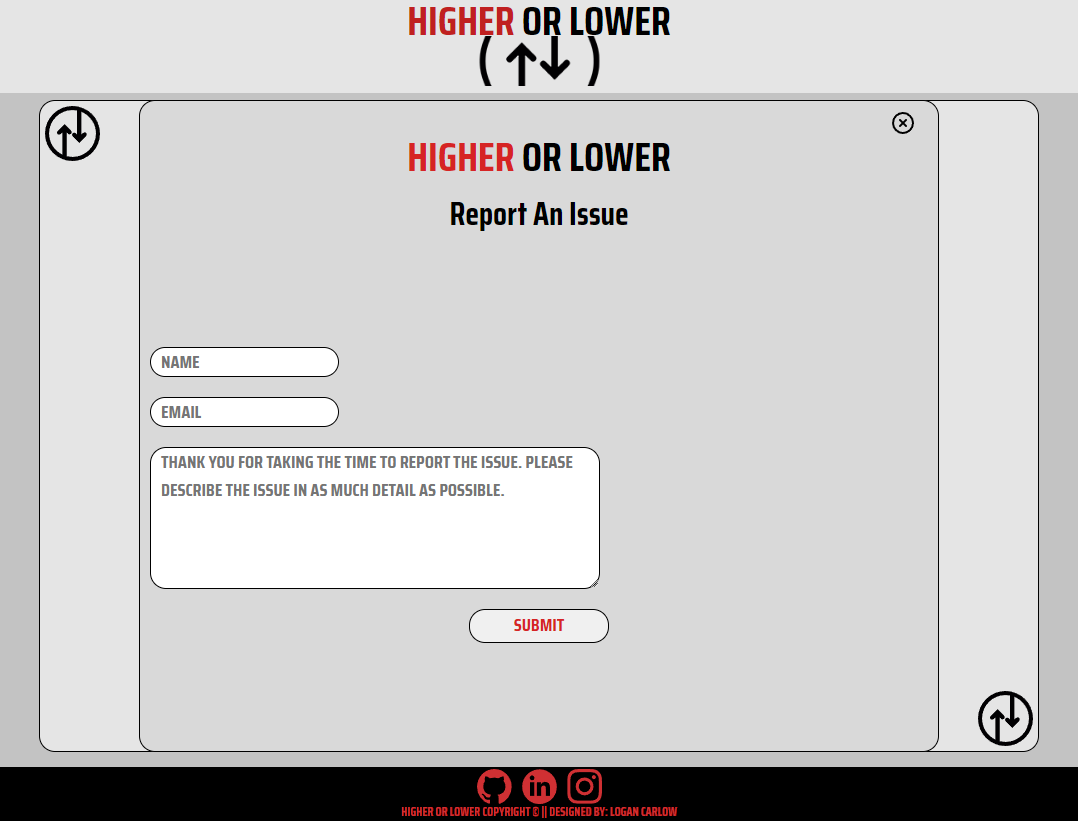 HIGHER OR LOWER
HIGHER OR LOWER
Report An Issue
NAME
EMAIL
THANK YOU FOR TAKING THE TIME TO REPORT THE ISSUE. PLEASE
DESCRIBE THE ISSUE IN AS MUCH DETAIL AS POSSIBLE.
SUBMIT
in
HIGHER OR LOWER COPYRIGHT © || DESIGNED BY: LOGAN CARLOW